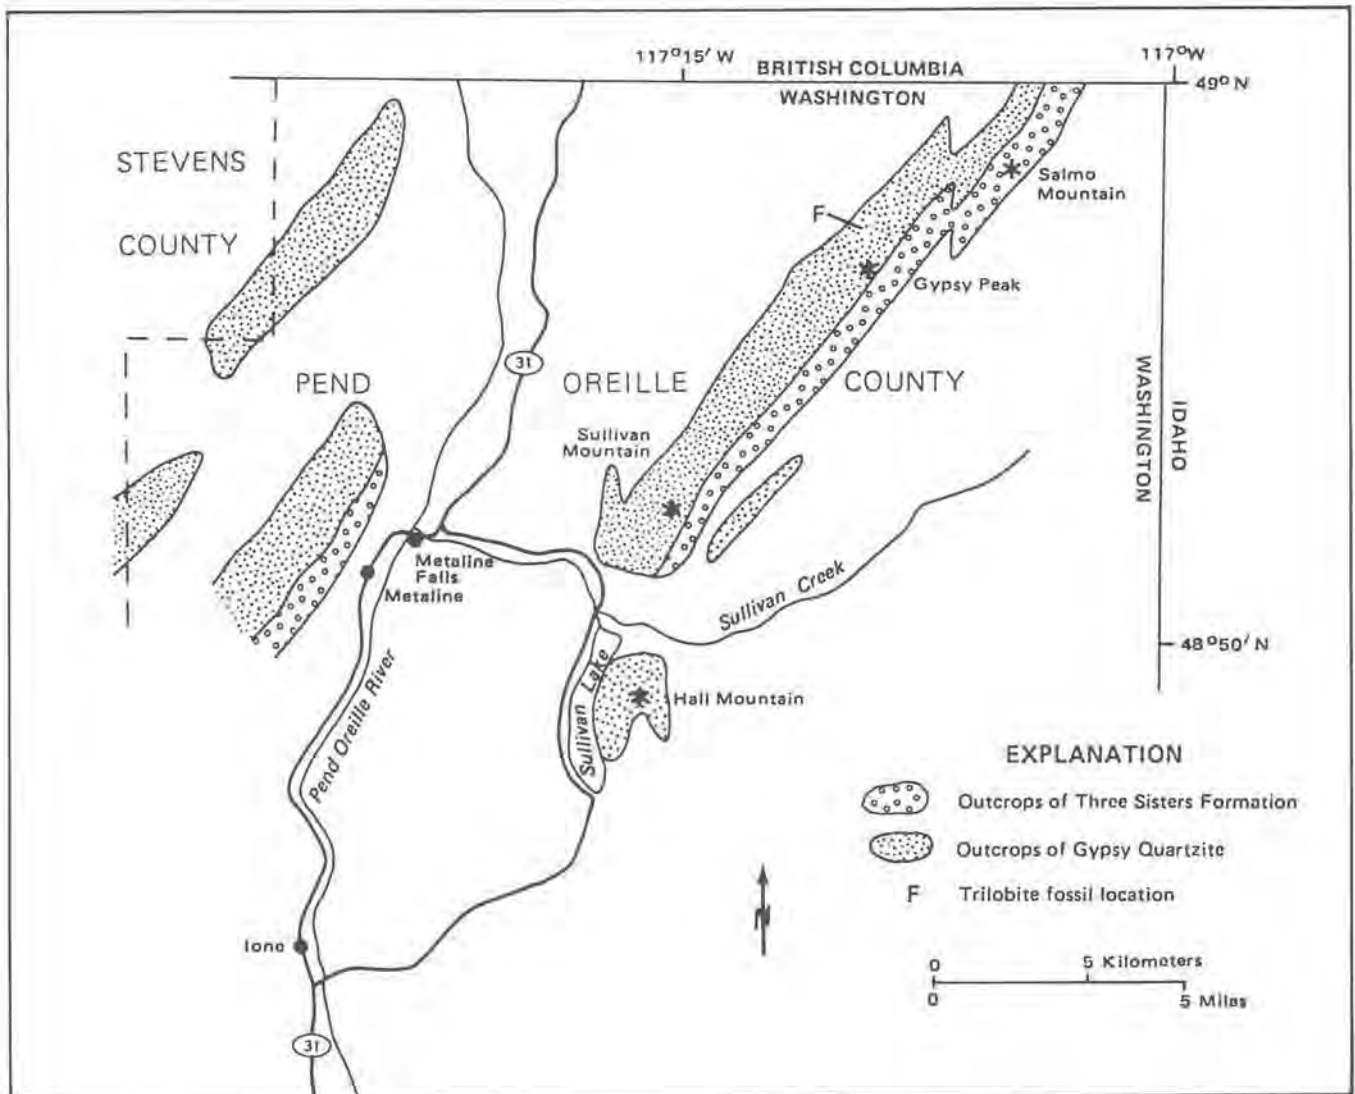 117°15′ W
117°W
BRITISH COLUMBIA
WASHINGTON
49° N
STEVENS
COUNTY
Salmo
Mountain
F
Gypsy Peak
31
PEND
OREILLE
COUNTY
WASHINGTON
IDAHO
Sullivan
Mountain
Metaline
Falls
Metaline
Sullivan Creek
48°50′ N
Pend Oreille River
Sullivan Lake
Hall Mountain
EXPLANATION
Outcrops of Three Sisters Formation
Outcrops of Gypsy Quartzite
F Trilobite fossil location
N
Ione
0 5 Kilometers
0 5 Miles
31